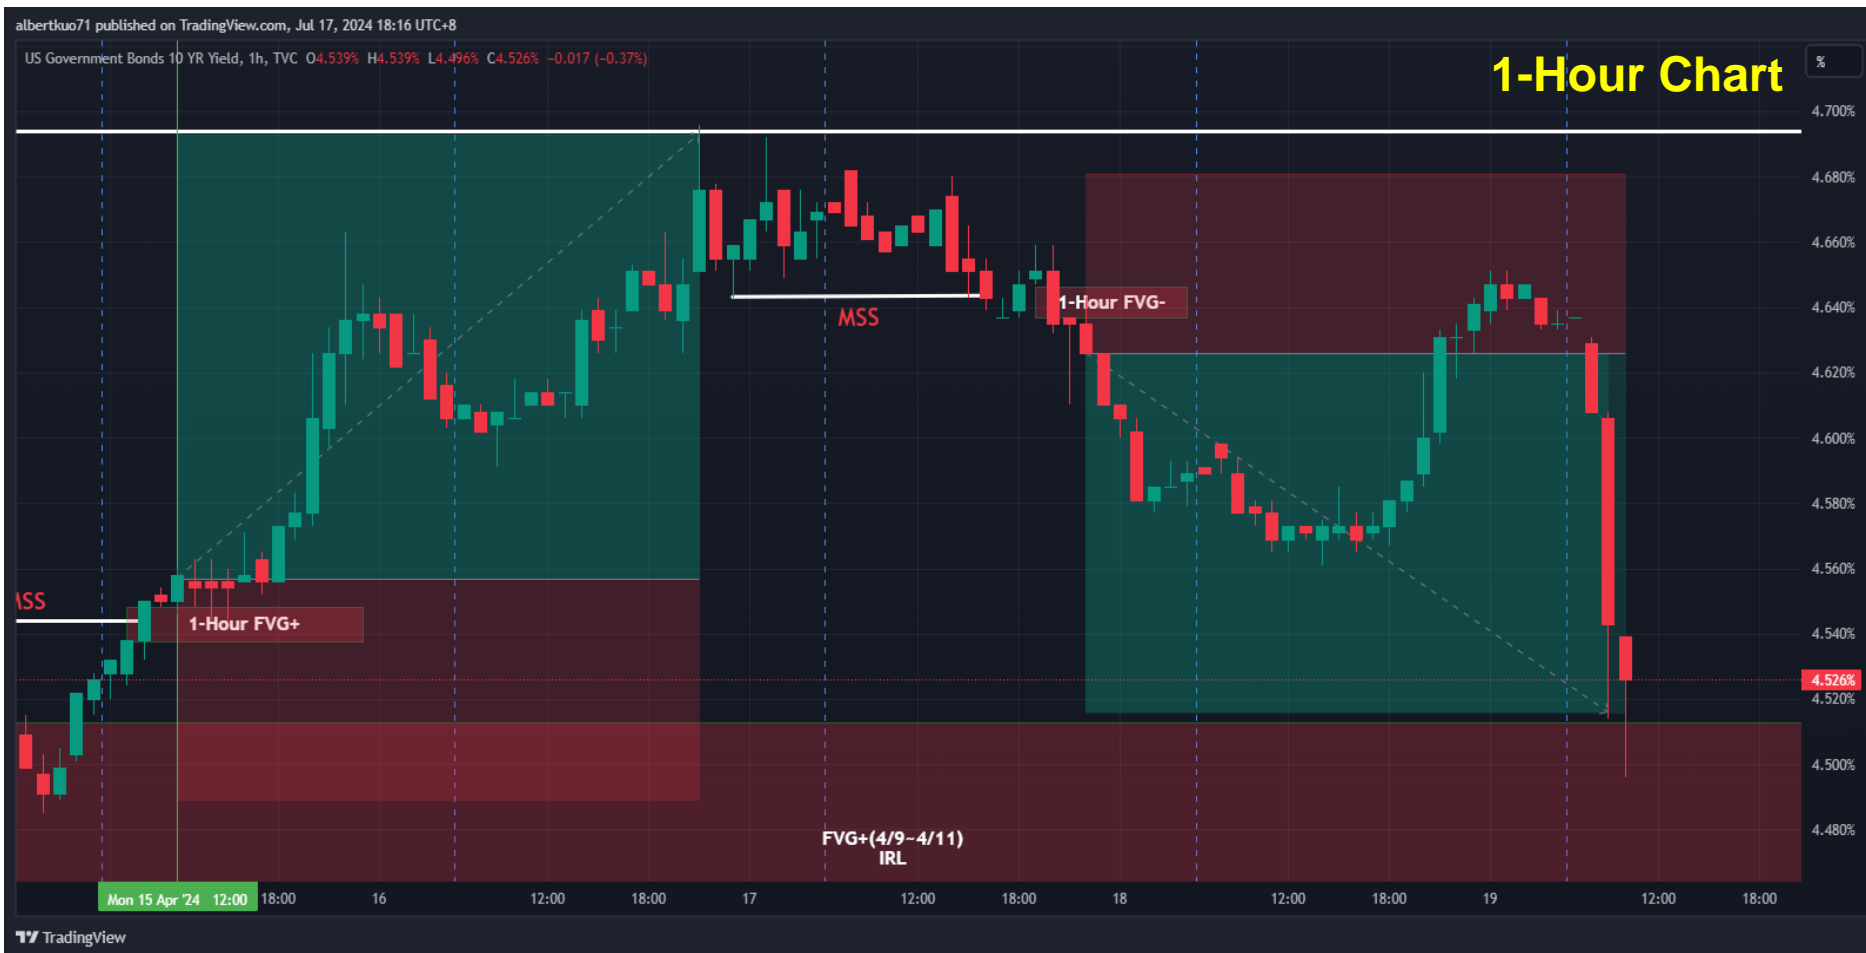 albertkuo71 published on TradingView.com, Jul 17, 2024 18:16 UTC+8
US Government Bonds 10 YR Yield, 1h, TVC O4.539% H4.539% L4.496% C4.526% −0.017 (−0.37%)
1-Hour Chart
%
4.700%
4.680%
4.660%
4.640%
4.620%
4.600%
4.580%
4.560%
4.540%
4.526%
4.520%
4.500%
4.480%
1-Hour FVG-
MSS
MSS
1-Hour FVG+
FVG+(4/9~4/11)
IRL
Mon 15 Apr '24 12:00 18:00 16 12:00 18:00 17 12:00 18:00 18 12:00 18:00 19 12:00 18:00
TradingView